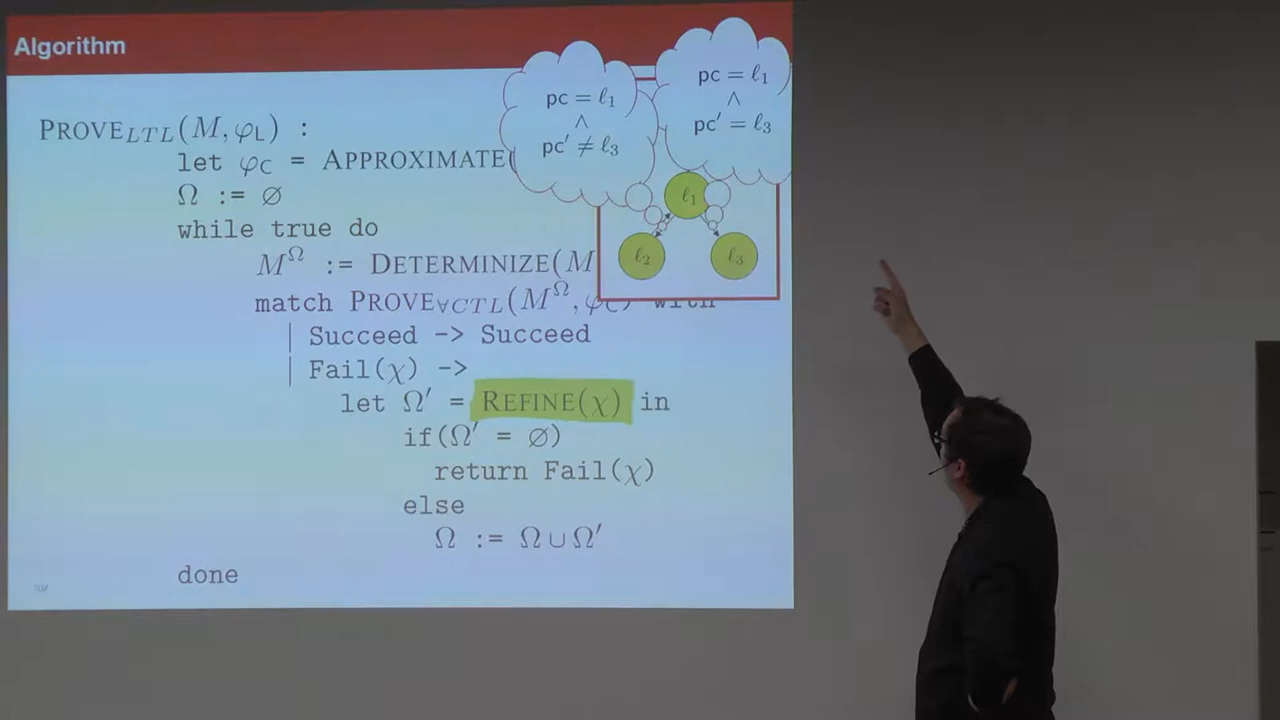 Algorithm
PROVE_LTL(M, φ_L) :
let φ_C = APPROXIMATE(
Ω := ∅
while true do
M^Ω := DETERMINIZE(M
match PROVE_∀CTL(M^Ω, φ_C) with
| Succeed -> Succeed
| Fail(χ) ->
let Ω′ = REFINE(χ) in
if(Ω′ = ∅)
return Fail(χ)
else
Ω := Ω ∪ Ω′
done
pc = ℓ₁
∧
pc′ ≠ ℓ₃
pc = ℓ₁
∧
pc′ = ℓ₃
ℓ₁
ℓ₂ ℓ₃